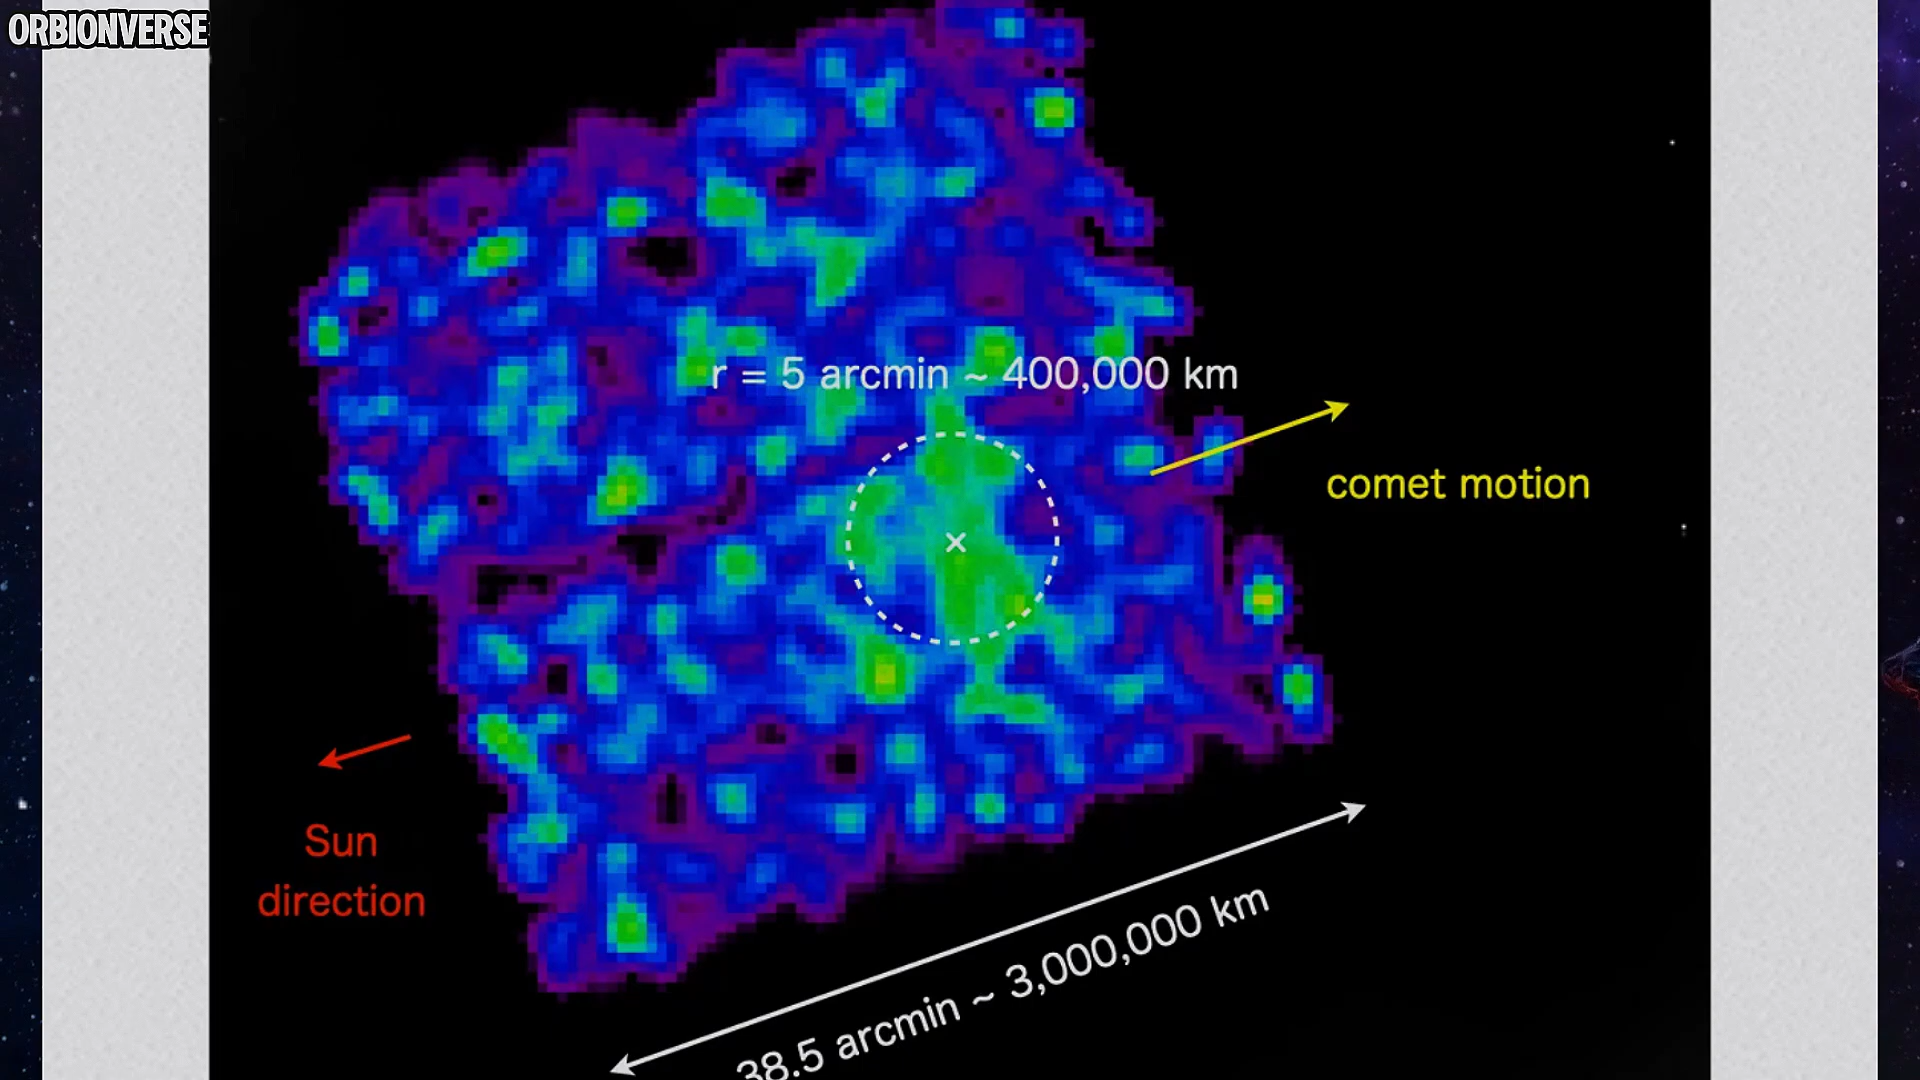 ORBIONVERSE
r = 5 arcmin ~ 400,000 km
comet motion
Sun
direction
38.5 arcmin ~ 3,000,000 km